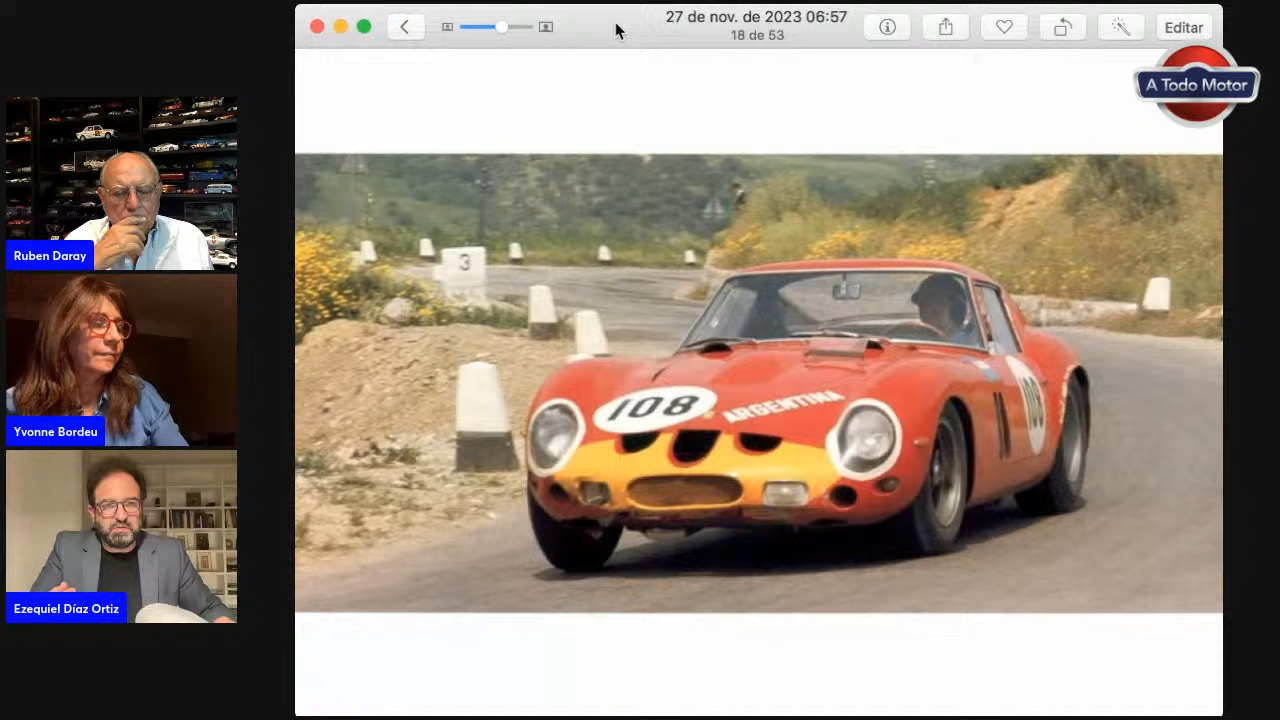 27 de nov. de 2023 06:57
18 de 53
Editar
A Todo Motor
Ruben Daray
Yvonne Bordeu
Ezequiel Díaz Ortiz
3
108
ARGENTINA
108